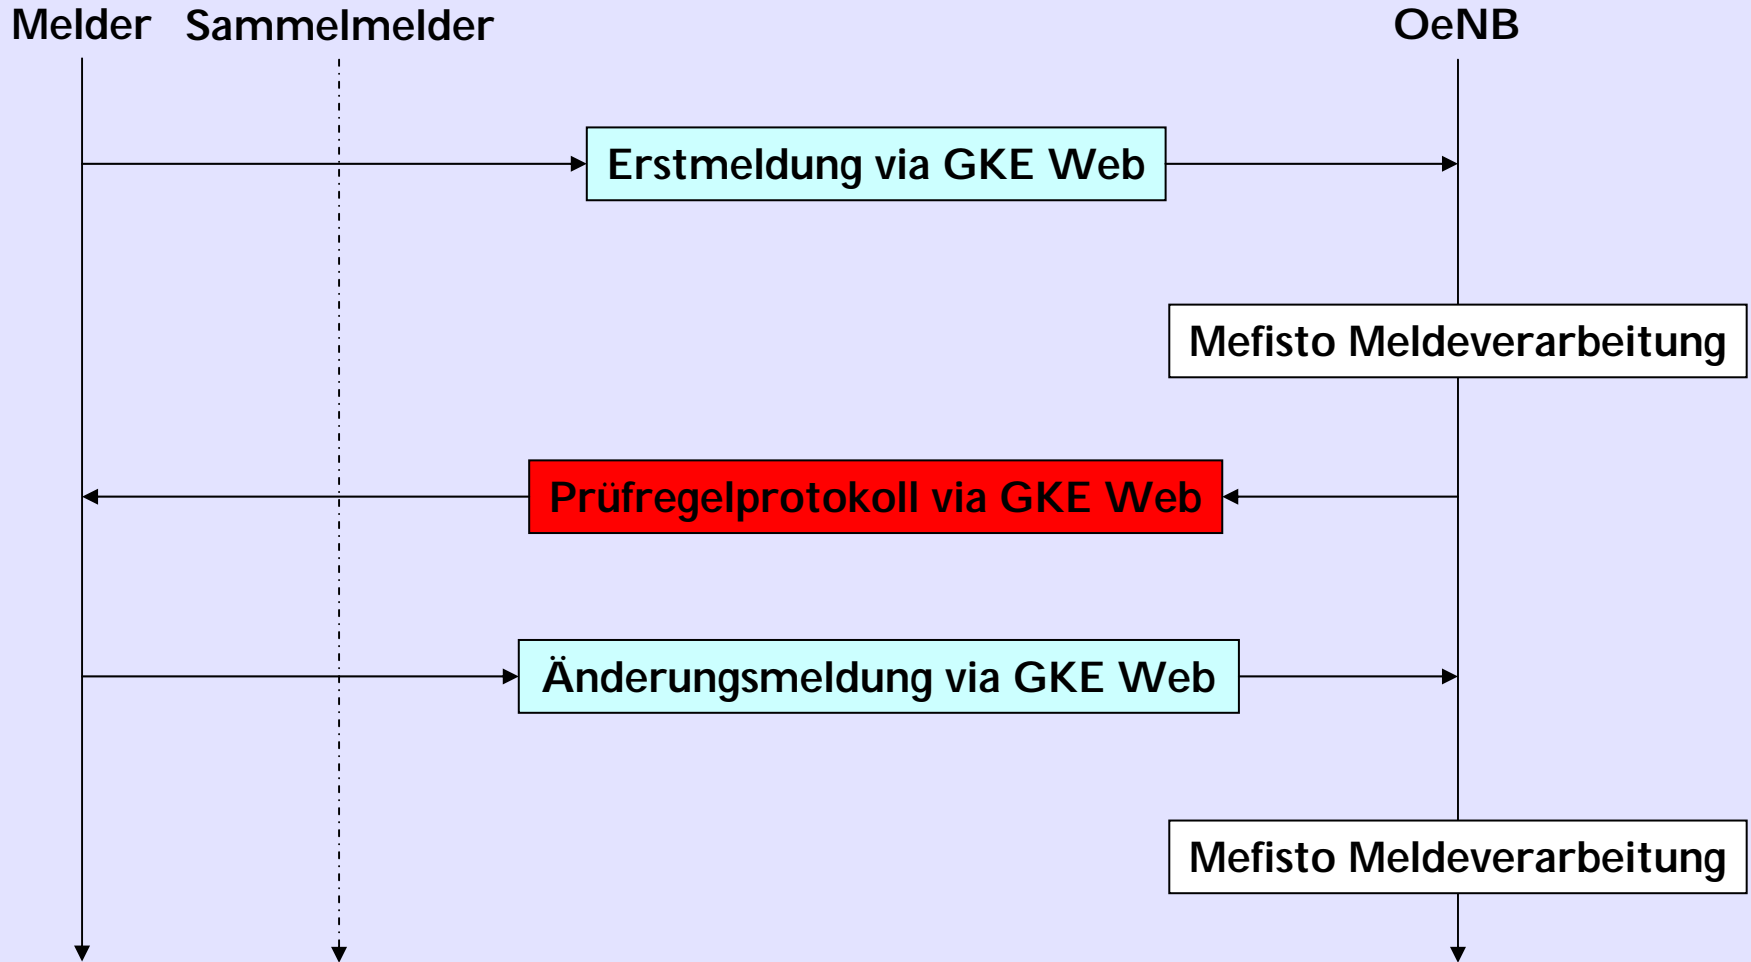 Melder
Sammelmelder
OeNB
Erstmeldung via GKE Web
Mefisto Meldeverarbeitung
Prüfregelprotokoll via GKE Web
Änderungsmeldung via GKE Web
Mefisto Meldeverarbeitung